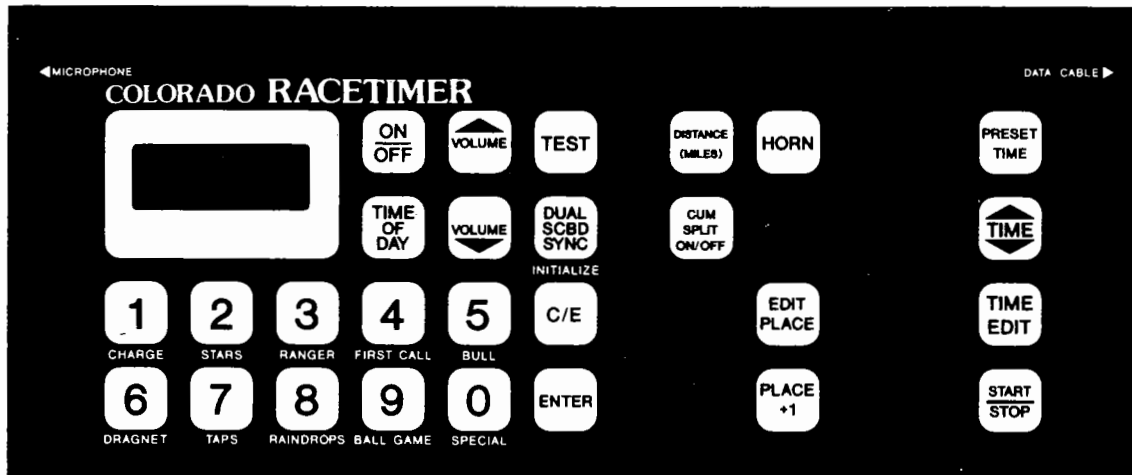 ◀MICROPHONE
DATA CABLE▶
COLORADO RACETIMER
ON
OFF
VOLUME
TEST
DISTANCE
(MILES)
HORN
PRESET
TIME
TIME
OF
DAY
VOLUME
DUAL
SCBD
SYNC
CUM
SPLIT
ON/OFF
TIME
INITIALIZE
1
2
3
4
5
C/E
EDIT
PLACE
TIME
EDIT
CHARGE
STARS
RANGER
FIRST CALL
BULL
6
7
8
9
0
ENTER
PLACE
+1
START
STOP
DRAGNET
TAPS
RAINDROPS
BALL GAME
SPECIAL